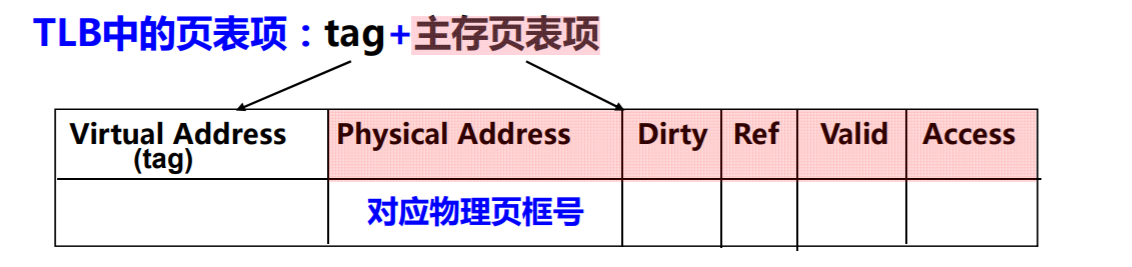 TLB中的页表项：tag+主存页表项
Virtual Address Physical Address Dirty Ref Valid Access
(tag)
对应物理页框号